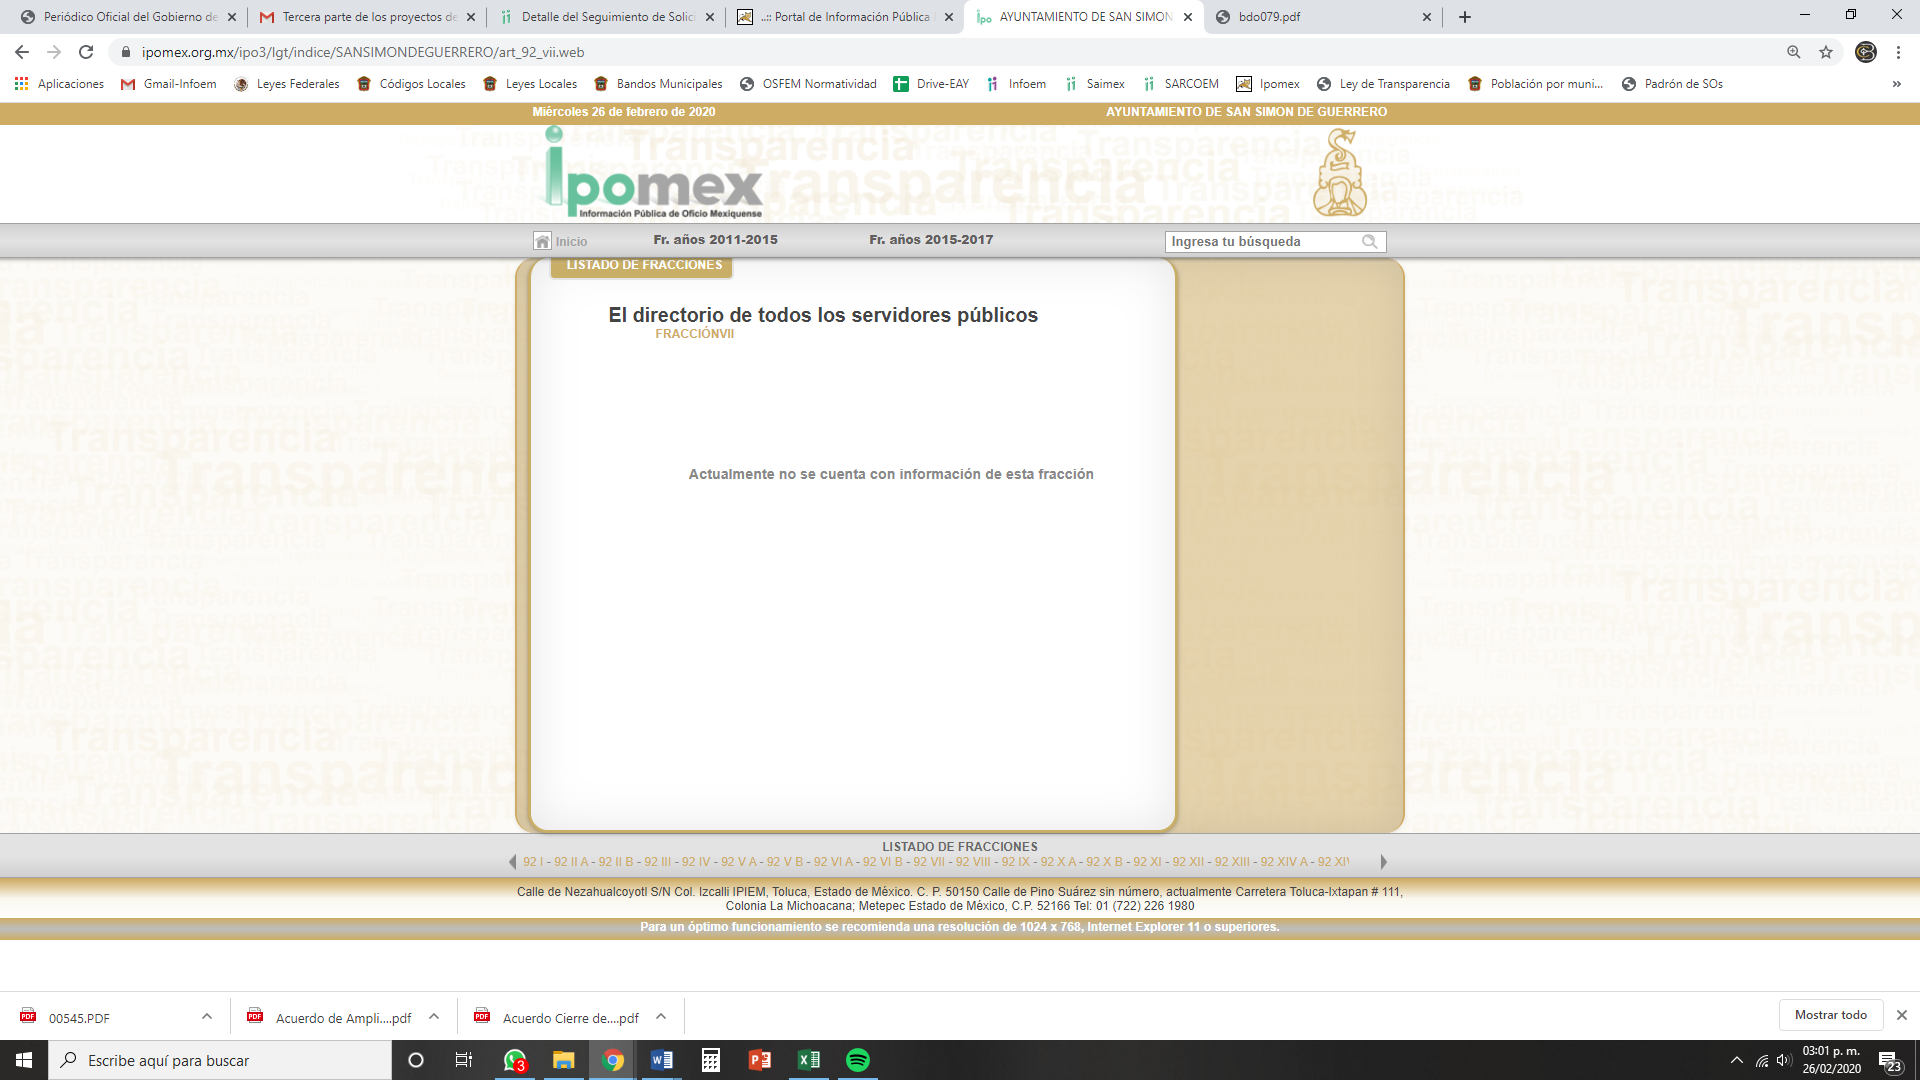 Periódico Oficial del Gobierno de
Tercera parte de los proyectos de
Detalle del Seguimiento de Solici
..:: Portal de Información Pública
AYUNTAMIENTO DE SAN SIMON
bdo079.pdf
ipomex.org.mx/ipo3/lgt/indice/SANSIMONDEGUERRERO/art_92_vii.web
Aplicaciones
Gmail-Infoem
Leyes Federales
Códigos Locales
Leyes Locales
Bandos Municipales
OSFEM Normatividad
Drive-EAY
Infoem
Saimex
SARCOEM
Ipomex
Ley de Transparencia
Población por muni...
Padrón de SOs
»
Miércoles 26 de febrero de 2020
AYUNTAMIENTO DE SAN SIMON DE GUERRERO
ipomex
Información Pública de Oficio Mexiquense
Inicio
Fr. años 2011-2015
Fr. años 2015-2017
Ingresa tu búsqueda
LISTADO DE FRACCIONES
El directorio de todos los servidores públicos
FRACCIÓNVII
Actualmente no se cuenta con información de esta fracción
LISTADO DE FRACCIONES
92 I - 92 II A - 92 II B - 92 III - 92 IV - 92 V A - 92 V B - 92 VI A - 92 VI B - 92 VII - 92 VIII - 92 IX - 92 X A - 92 X B - 92 XI - 92 XII - 92 XIII - 92 XIV A - 92 XIV
Calle de Nezahualcoyotl S/N Col. Izcalli IPIEM, Toluca, Estado de México. C. P. 50150 Calle de Pino Suárez sin número, actualmente Carretera Toluca-Ixtapan # 111,
Colonia La Michoacana; Metepec Estado de México, C.P. 52166 Tel: 01 (722) 226 1980
Para un óptimo funcionamiento se recomienda una resolución de 1024 x 768, Internet Explorer 11 o superiores.
00545.PDF
Acuerdo de Ampli....pdf
Acuerdo Cierre de....pdf
Mostrar todo
Escribe aquí para buscar
3
03:01 p. m.
26/02/2020
23